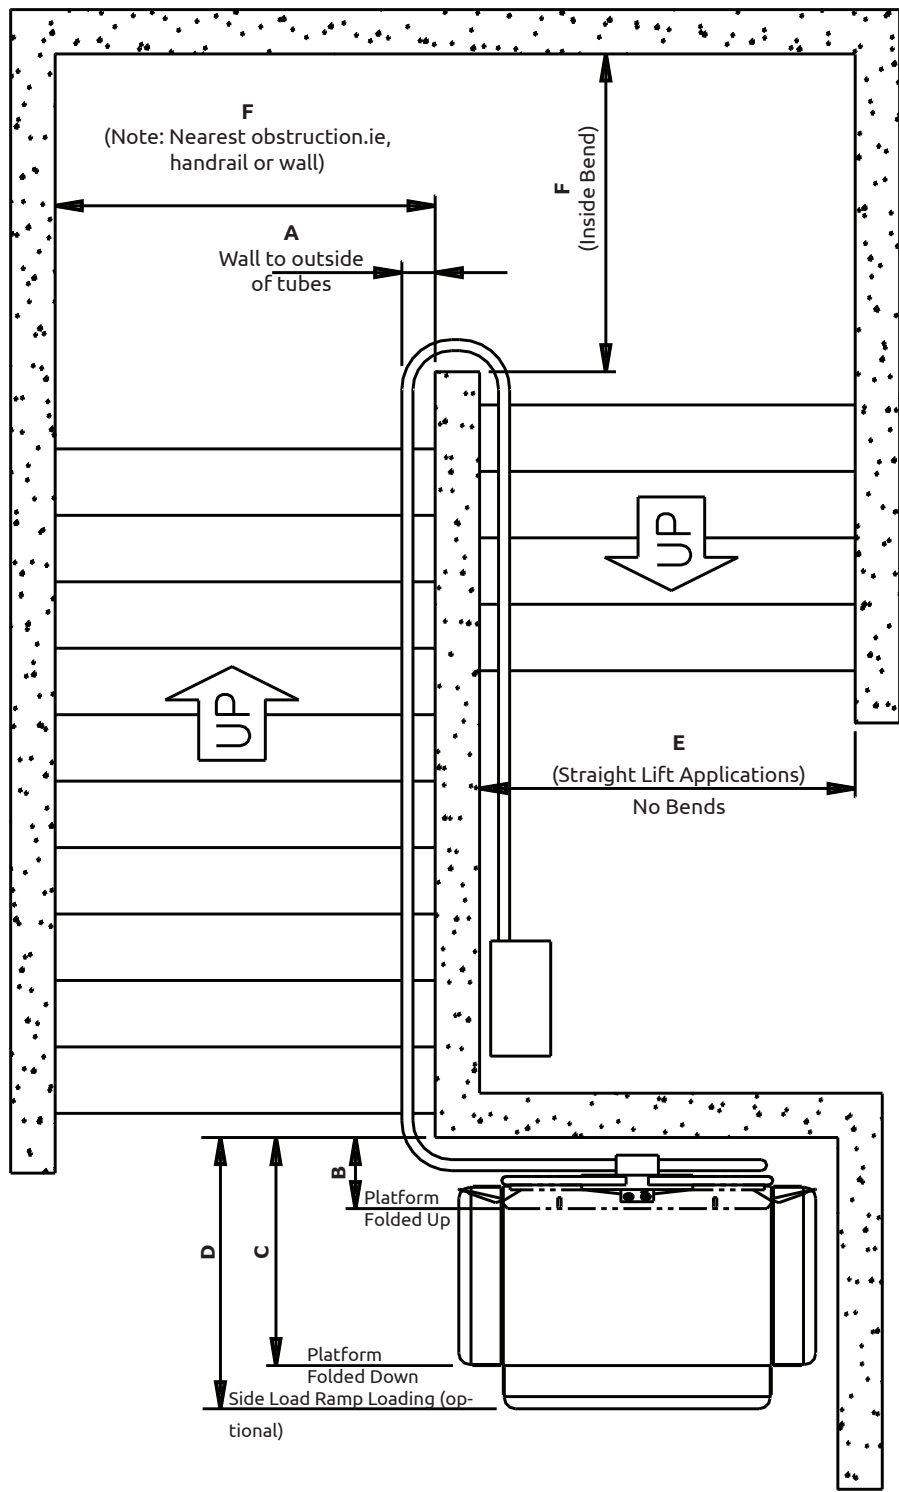 F
(Note: Nearest obstruction.ie,
handrail or wall)
F
(Inside Bend)
A
Wall to outside
of tubes
UP
UP
E
(Straight Lift Applications)
No Bends
B
Platform
Folded Up
D
C
Platform
Folded Down
Side Load Ramp Loading (op-
tional)